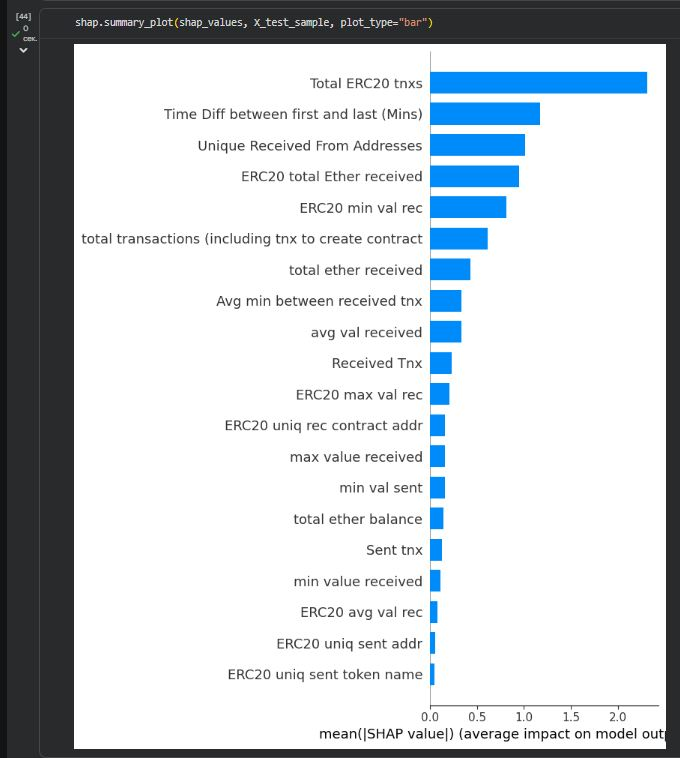 [44]
0
сек.
shap.summary_plot(shap_values, X_test_sample, plot_type="bar")
Total ERC20 tnxs
Time Diff between first and last (Mins)
Unique Received From Addresses
ERC20 total Ether received
ERC20 min val rec
total transactions (including tnx to create contract
total ether received
Avg min between received tnx
avg val received
Received Tnx
ERC20 max val rec
ERC20 uniq rec contract addr
max value received
min val sent
total ether balance
Sent tnx
min value received
ERC20 avg val rec
ERC20 uniq sent addr
ERC20 uniq sent token name
0.0 0.5 1.0 1.5 2.0
mean(|SHAP value|) (average impact on model outp